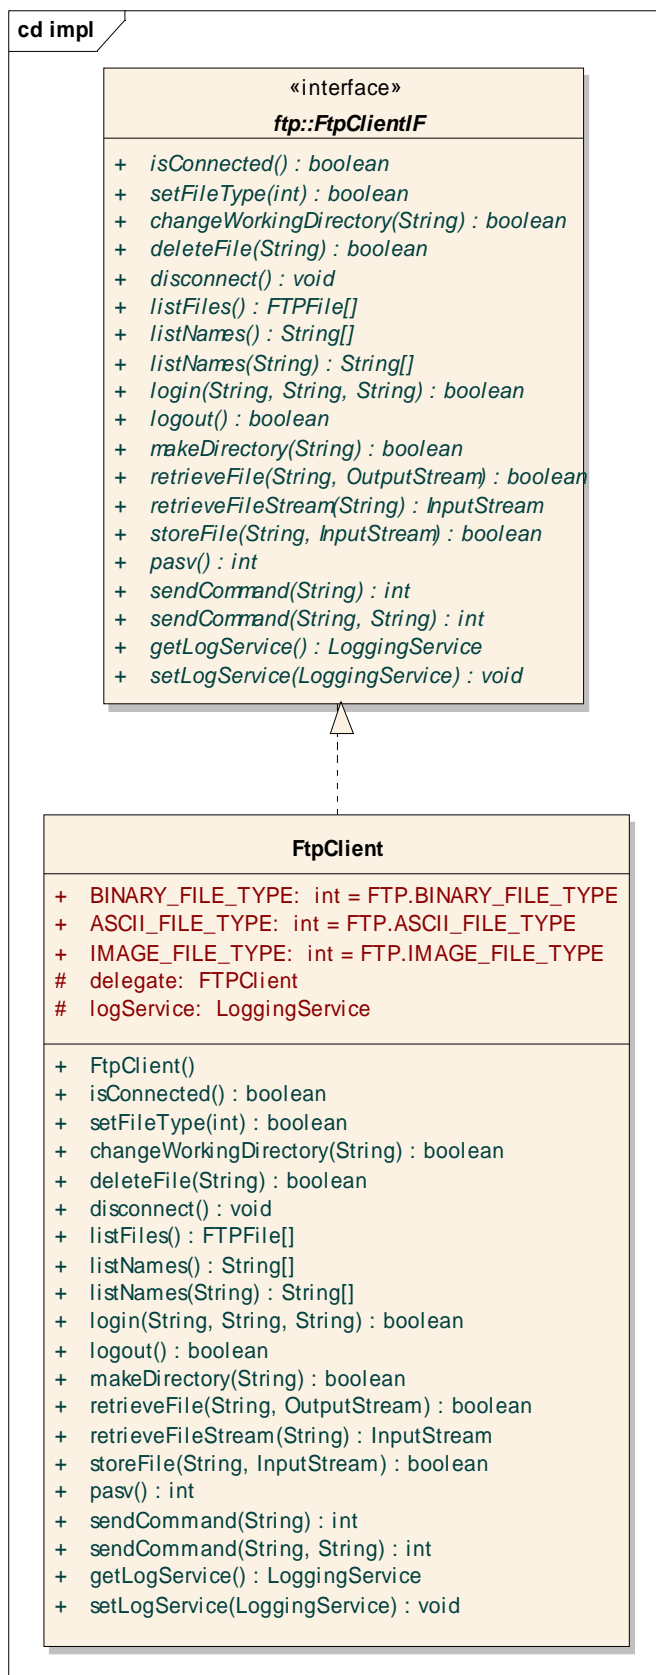 cd impl
«interface»
ftp::FtpClientIF
+ isConnected() : boolean
+ setFileType(int) : boolean
+ changeWorkingDirectory(String) : boolean
+ deleteFile(String) : boolean
+ disconnect() : void
+ listFiles() : FTPFile[]
+ listNames() : String[]
+ listNames(String) : String[]
+ login(String, String, String) : boolean
+ logout() : boolean
+ makeDirectory(String) : boolean
+ retrieveFile(String, OutputStream) : boolean
+ retrieveFileStream(String) : InputStream
+ storeFile(String, InputStream) : boolean
+ pasv() : int
+ sendCommand(String) : int
+ sendCommand(String, String) : int
+ getLogService() : LoggingService
+ setLogService(LoggingService) : void
FtpClient
+ BINARY_FILE_TYPE: int = FTP.BINARY_FILE_TYPE
+ ASCII_FILE_TYPE: int = FTP.ASCII_FILE_TYPE
+ IMAGE_FILE_TYPE: int = FTP.IMAGE_FILE_TYPE
# delegate: FTPClient
# logService: LoggingService
+ FtpClient()
+ isConnected() : boolean
+ setFileType(int) : boolean
+ changeWorkingDirectory(String) : boolean
+ deleteFile(String) : boolean
+ disconnect() : void
+ listFiles() : FTPFile[]
+ listNames() : String[]
+ listNames(String) : String[]
+ login(String, String, String) : boolean
+ logout() : boolean
+ makeDirectory(String) : boolean
+ retrieveFile(String, OutputStream) : boolean
+ retrieveFileStream(String) : InputStream
+ storeFile(String, InputStream) : boolean
+ pasv() : int
+ sendCommand(String) : int
+ sendCommand(String, String) : int
+ getLogService() : LoggingService
+ setLogService(LoggingService) : void